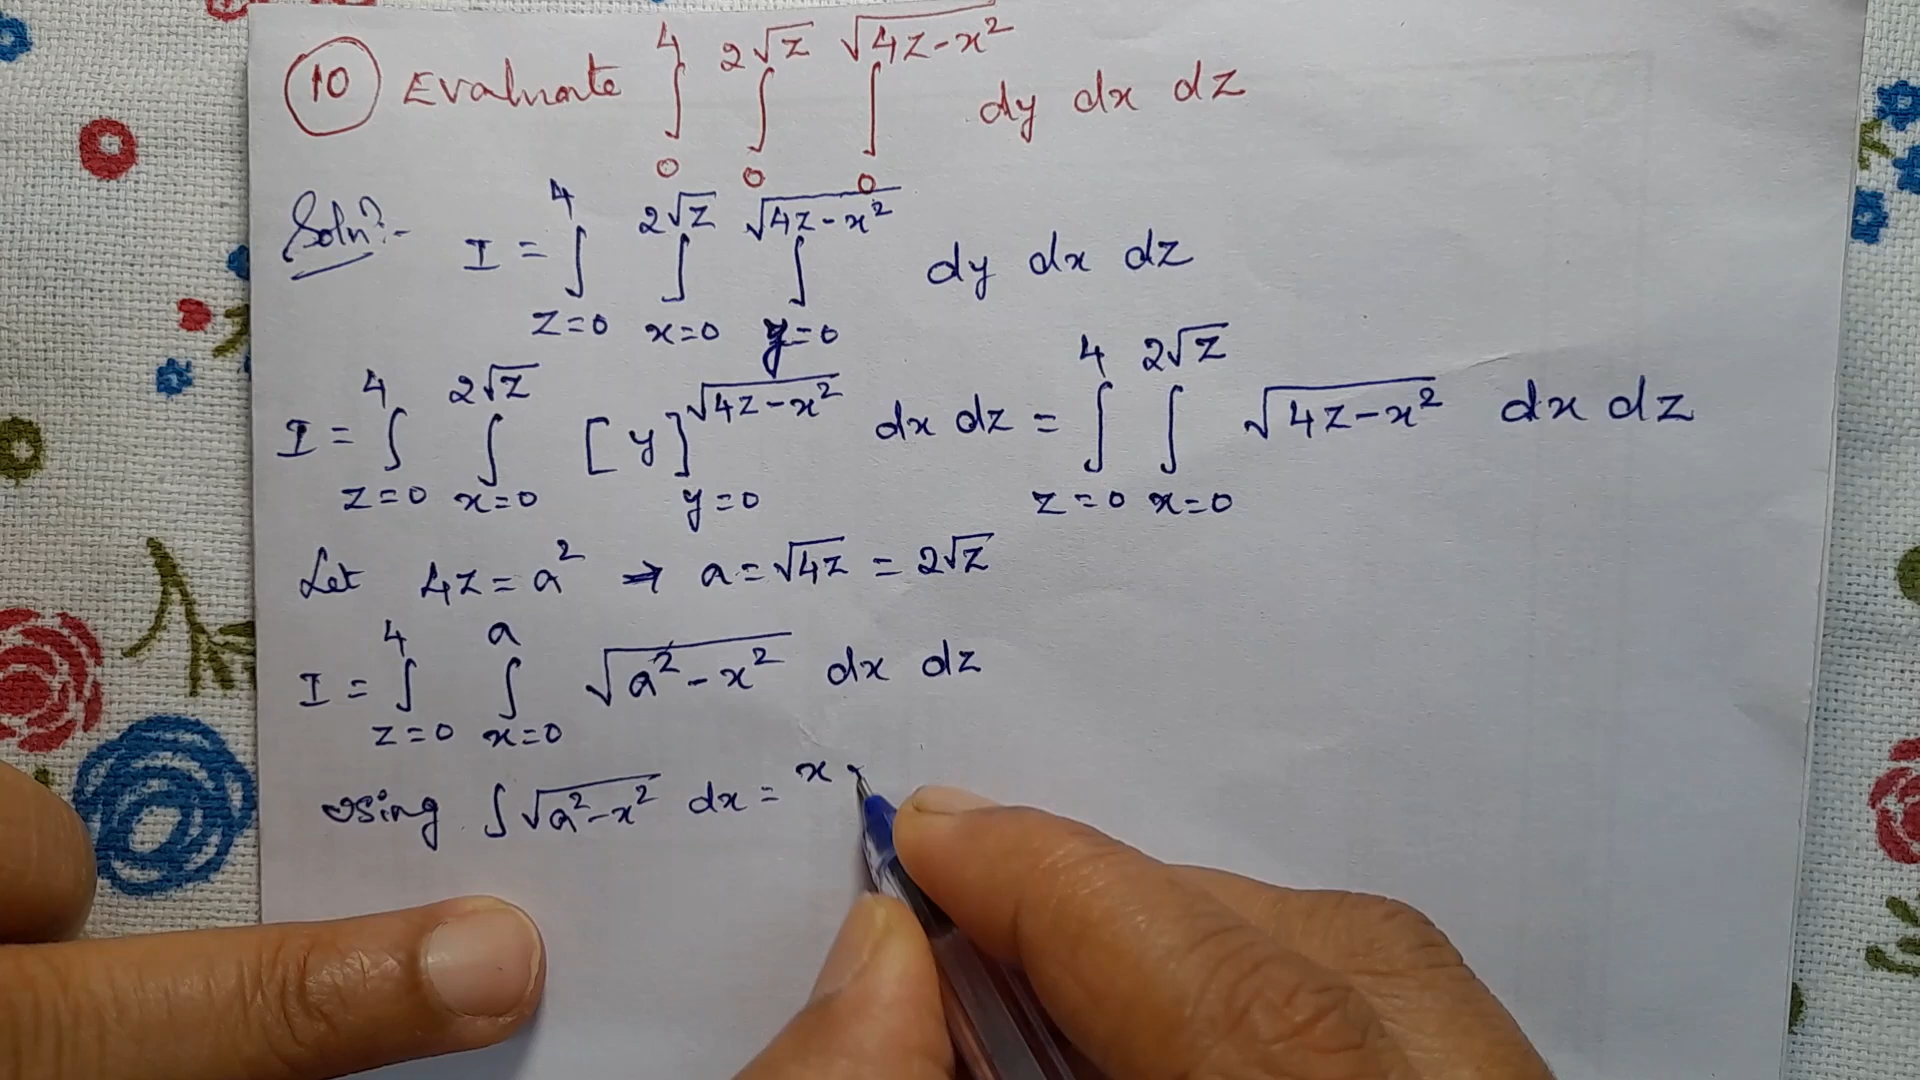 10 Evaluate ∫₀⁴ ∫₀^{2√z} ∫₀^{√(4z-x²)} dy dx dz
Soln:- I = ∫_{z=0}^{4} ∫_{x=0}^{2√z} ∫_{y=0}^{√(4z-x²)} dy dx dz
I = ∫_{z=0}^{4} ∫_{x=0}^{2√z} [y]_{y=0}^{√(4z-x²)} dx dz = ∫_{z=0}^{4} ∫_{x=0}^{2√z} √(4z-x²) dx dz
Let 4z = a² ⇒ a = √4z = 2√z
I = ∫_{z=0}^{4} ∫_{x=0}^{a} √(a²-x²) dx dz
using ∫√(a²-x²) dx = x